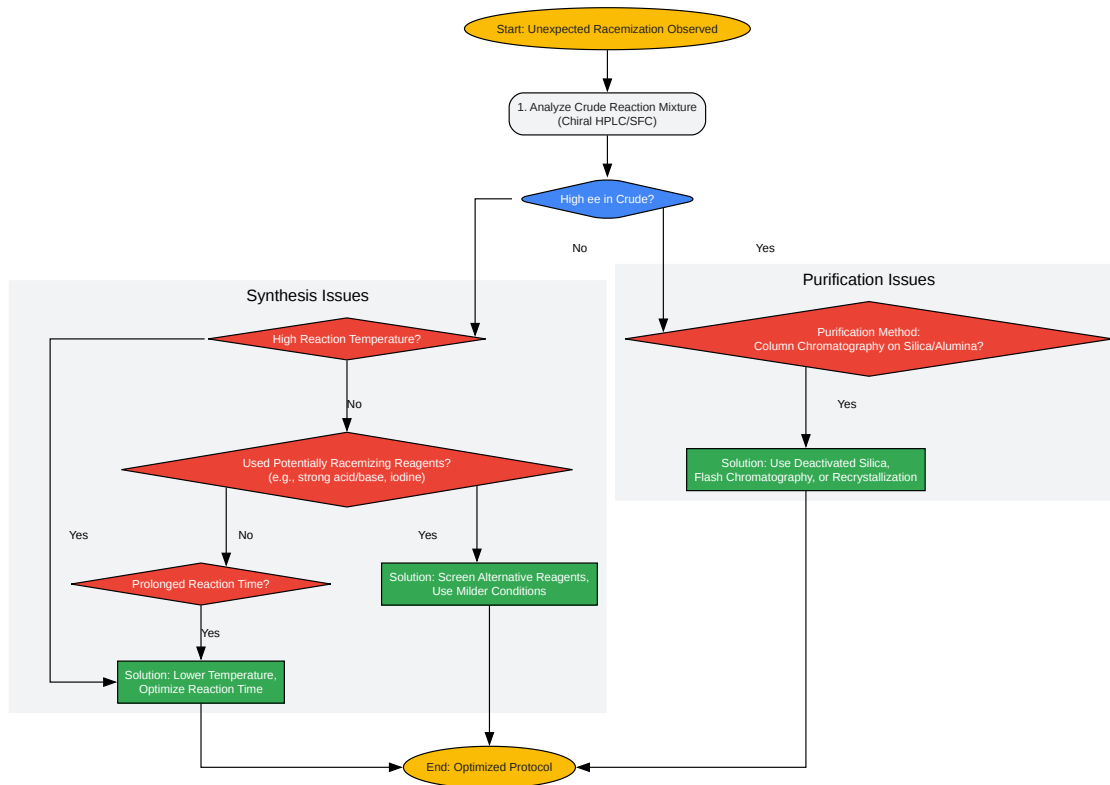 Start: Unexpected Racemization Observed
1. Analyze Crude Reaction Mixture
(Chiral HPLC/SFC)
High ee in Crude?
No
Yes
Synthesis Issues
Purification Issues
High Reaction Temperature?
Purification Method:
Column Chromatography on Silica/Alumina?
No
Yes
Used Potentially Racemizing Reagents?
(e.g., strong acid/base, iodine)
Solution: Use Deactivated Silica,
Flash Chromatography, or Recrystallization
Yes
No
Yes
Prolonged Reaction Time?
Solution: Screen Alternative Reagents,
Use Milder Conditions
Yes
Solution: Lower Temperature,
Optimize Reaction Time
End: Optimized Protocol